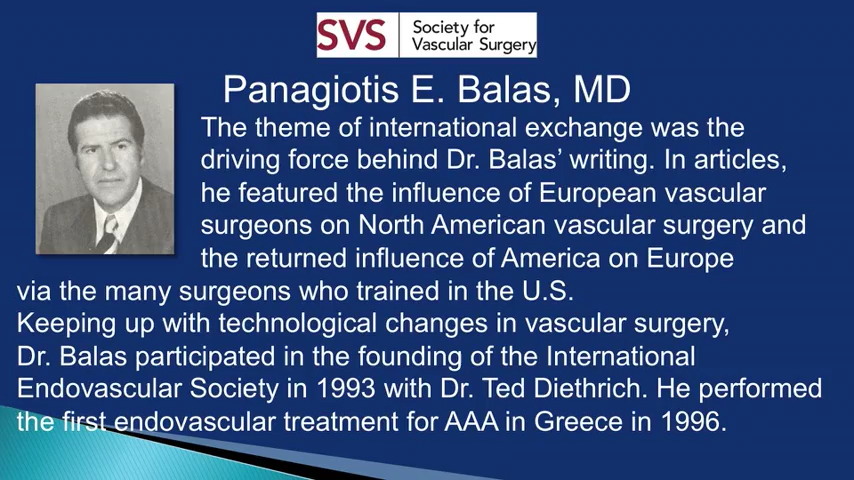 SVS Society for
Vascular Surgery
Panagiotis E. Balas, MD
The theme of international exchange was the
driving force behind Dr. Balas’ writing. In articles,
he featured the influence of European vascular
surgeons on North American vascular surgery and
the returned influence of America on Europe
via the many surgeons who trained in the U.S.
Keeping up with technological changes in vascular surgery,
Dr. Balas participated in the founding of the International
Endovascular Society in 1993 with Dr. Ted Diethrich. He performed
the first endovascular treatment for AAA in Greece in 1996.